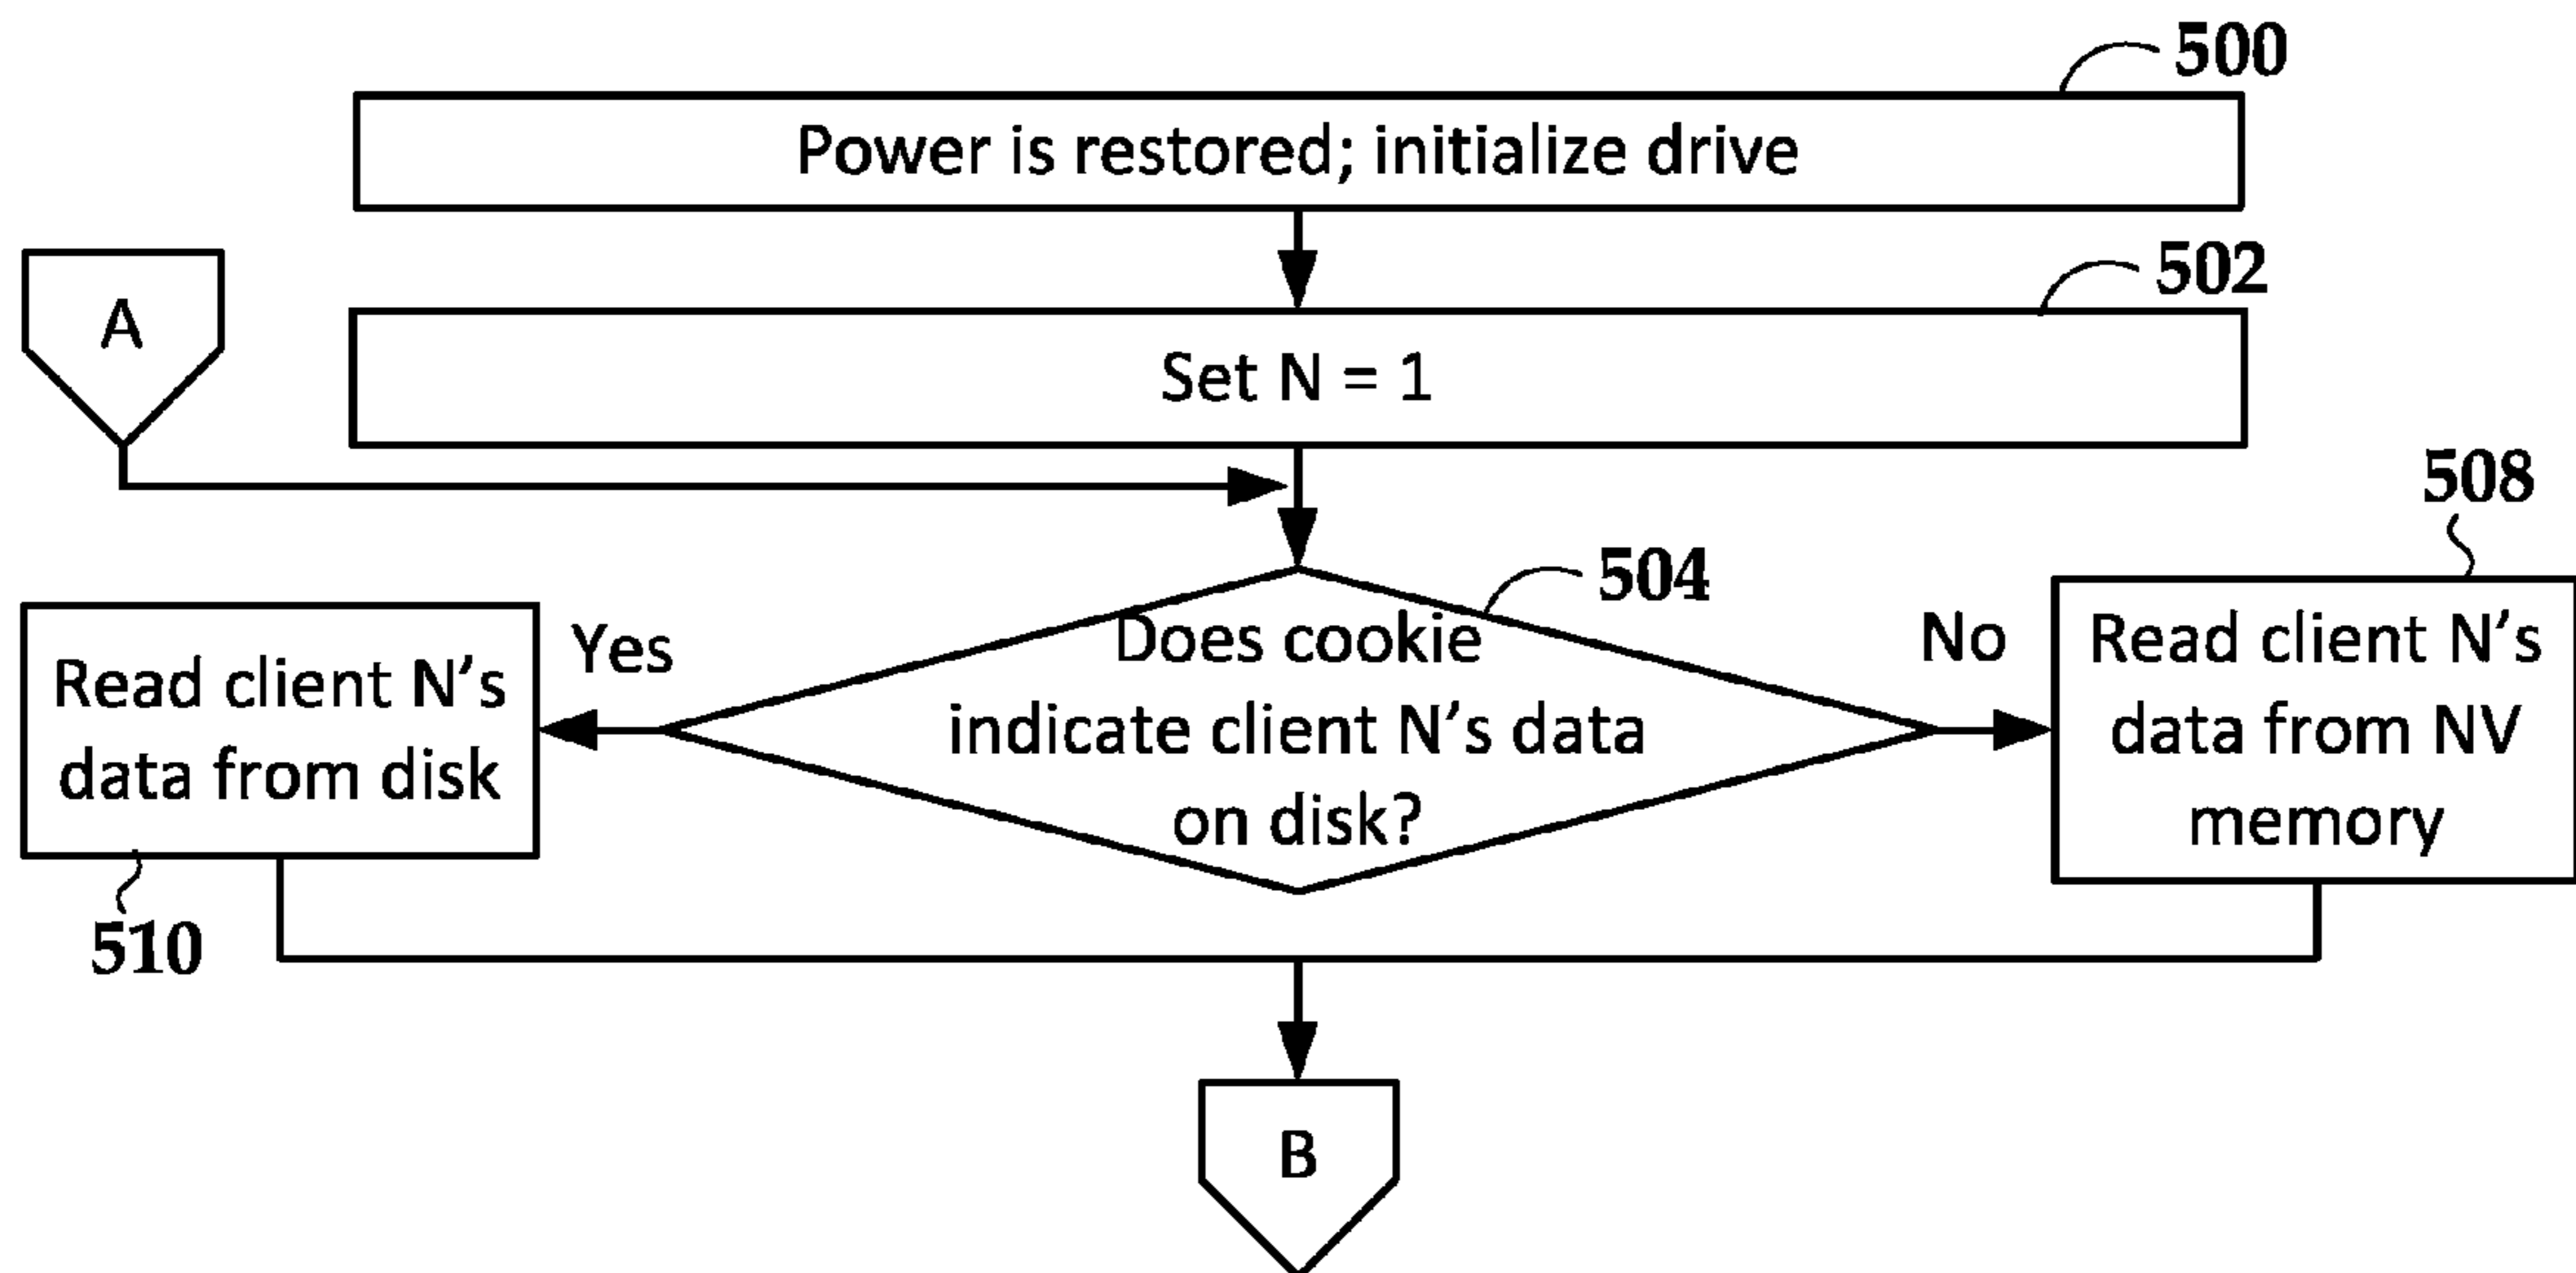 500
Power is restored; initialize drive
502
A
Set N = 1
508
504
Does cookie
indicate client N's data
on disk?
Yes
No
Read client N's
data from disk
Read client N's
data from NV
memory
510
B